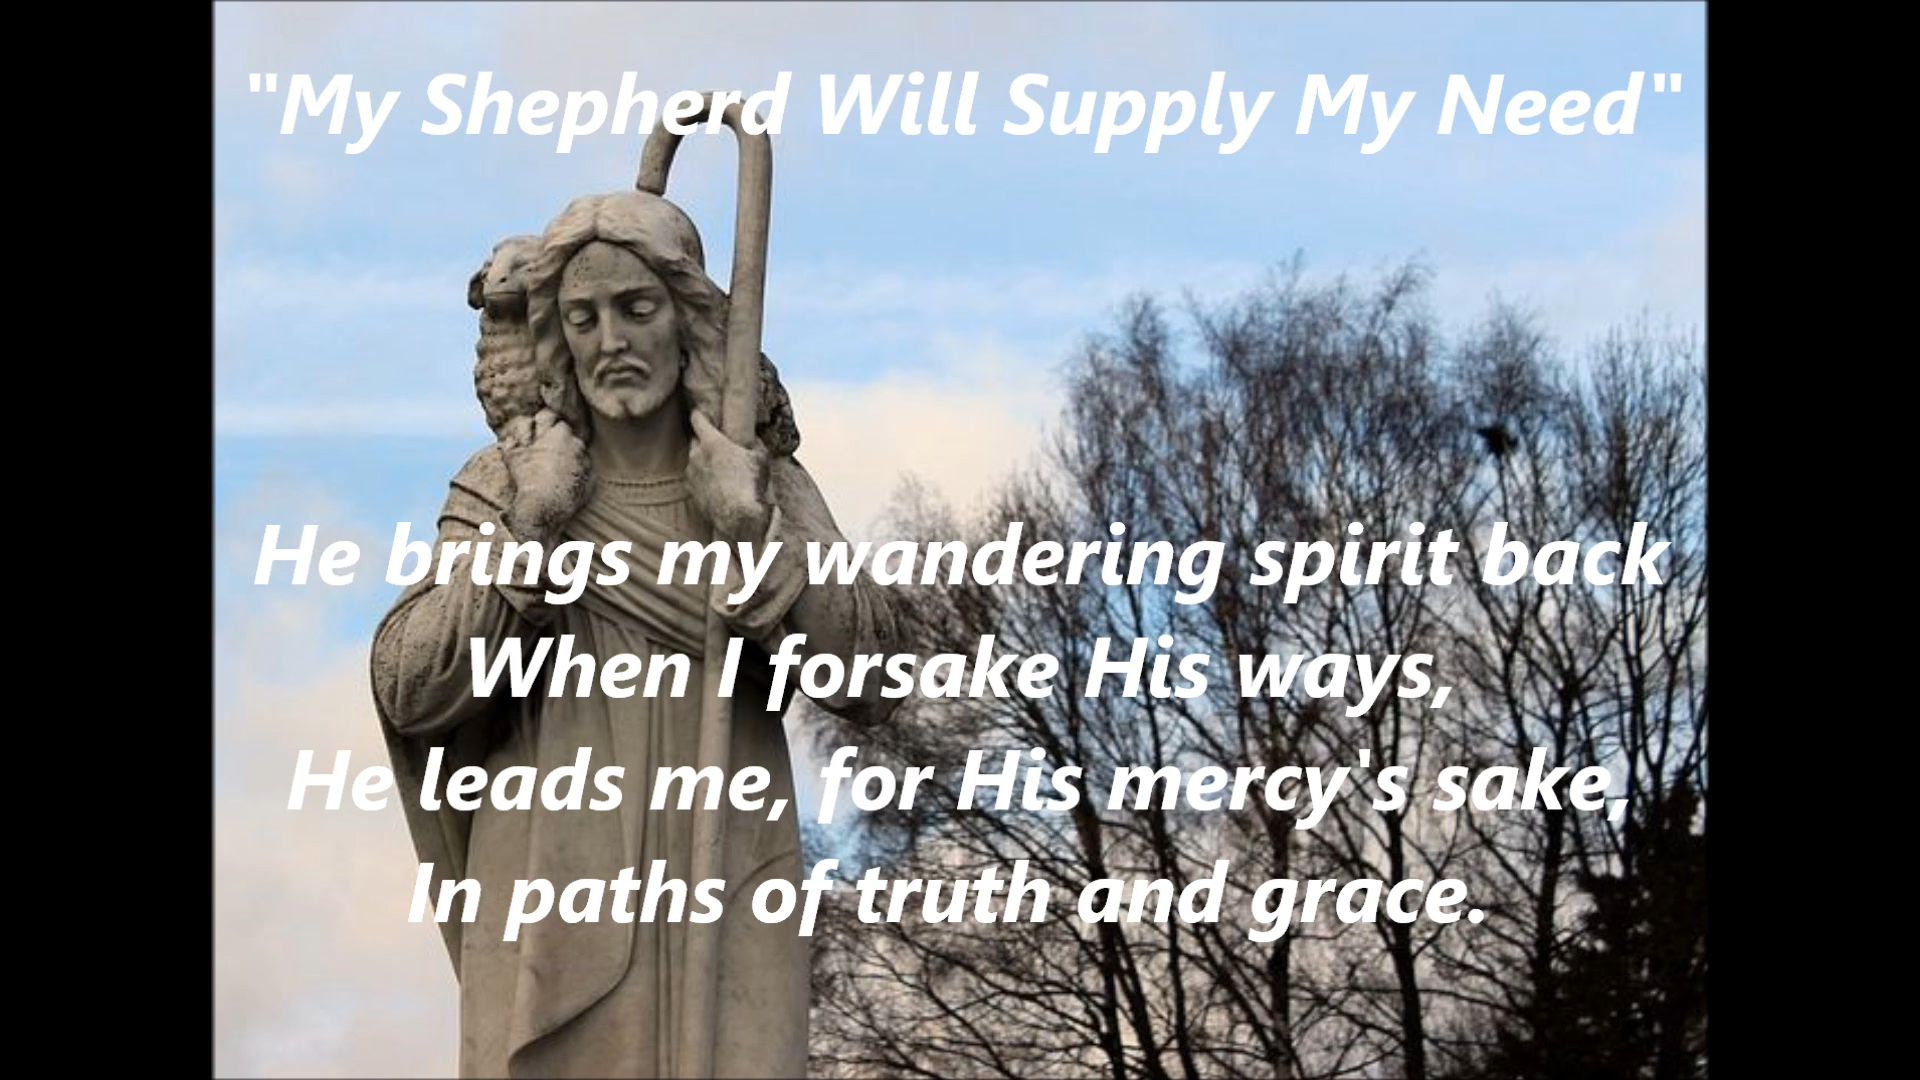 "My Shepherd Will Supply My Need"
He brings my wandering spirit back
When I forsake His ways,
He leads me, for His mercy's sake,
In paths of truth and grace.